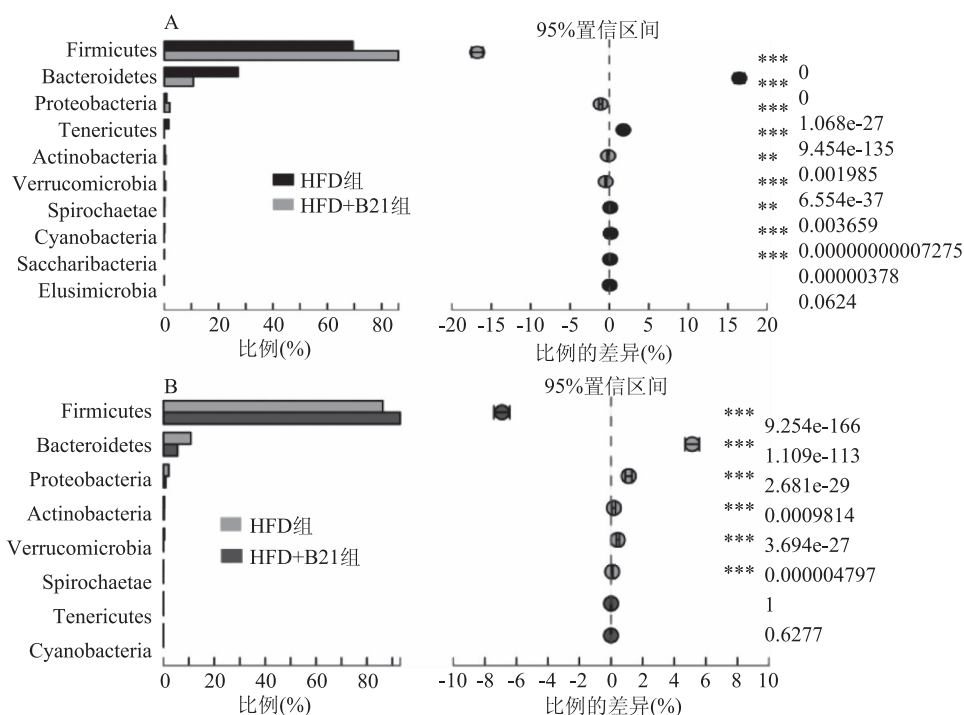 A
95%置信区间
Firmicutes
Bacteroidetes
Proteobacteria
Tenericutes
Actinobacteria
Verrucomicrobia
Spirochaetae
Cyanobacteria
Saccharibacteria
Elusimicrobia
HFD组
HFD+B21组
***
0
***
0
***
1.068e-27
***
9.454e-135
**
0.001985
***
6.554e-37
**
0.003659
***
0.00000000007275
0.00000378
0.0624
0 20 40 60 80
比例(%)
-20 -15 -10 -5 0 5 10 15 20
比例的差异(%)
B
95%置信区间
Firmicutes
Bacteroidetes
Proteobacteria
Actinobacteria
Verrucomicrobia
Spirochaetae
Tenericutes
Cyanobacteria
HFD组
HFD+B21组
***
9.254e-166
***
1.109e-113
***
2.681e-29
***
0.0009814
***
3.694e-27
***
0.000004797
1
0.6277
0 20 40 60 80
比例(%)
-10 -8 -6 -4 -2 0 2 4 6 8 10
比例的差异(%)